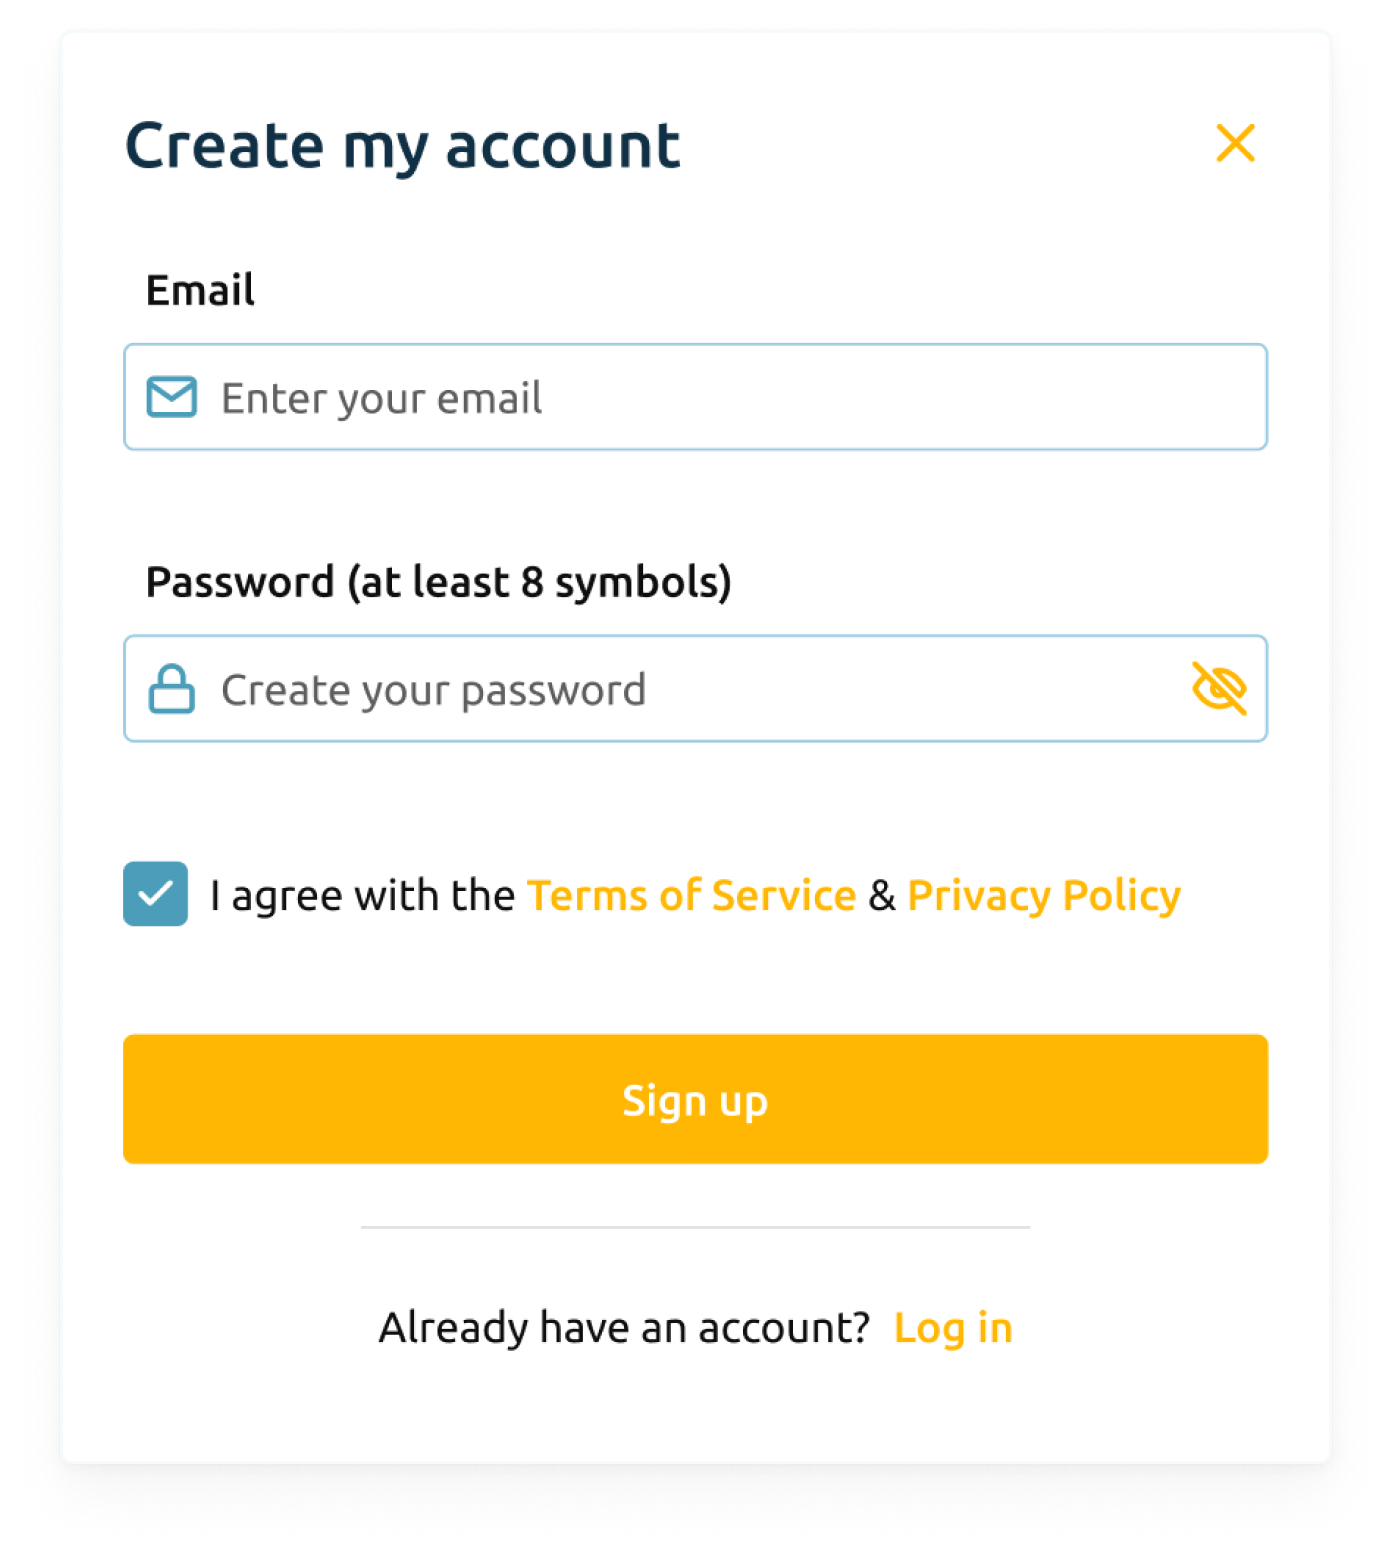 Create my account
Email
Enter your email
Password (at least 8 symbols)
Create your password
I agree with the Terms of Service & Privacy Policy
Sign up
Already have an account? Log in